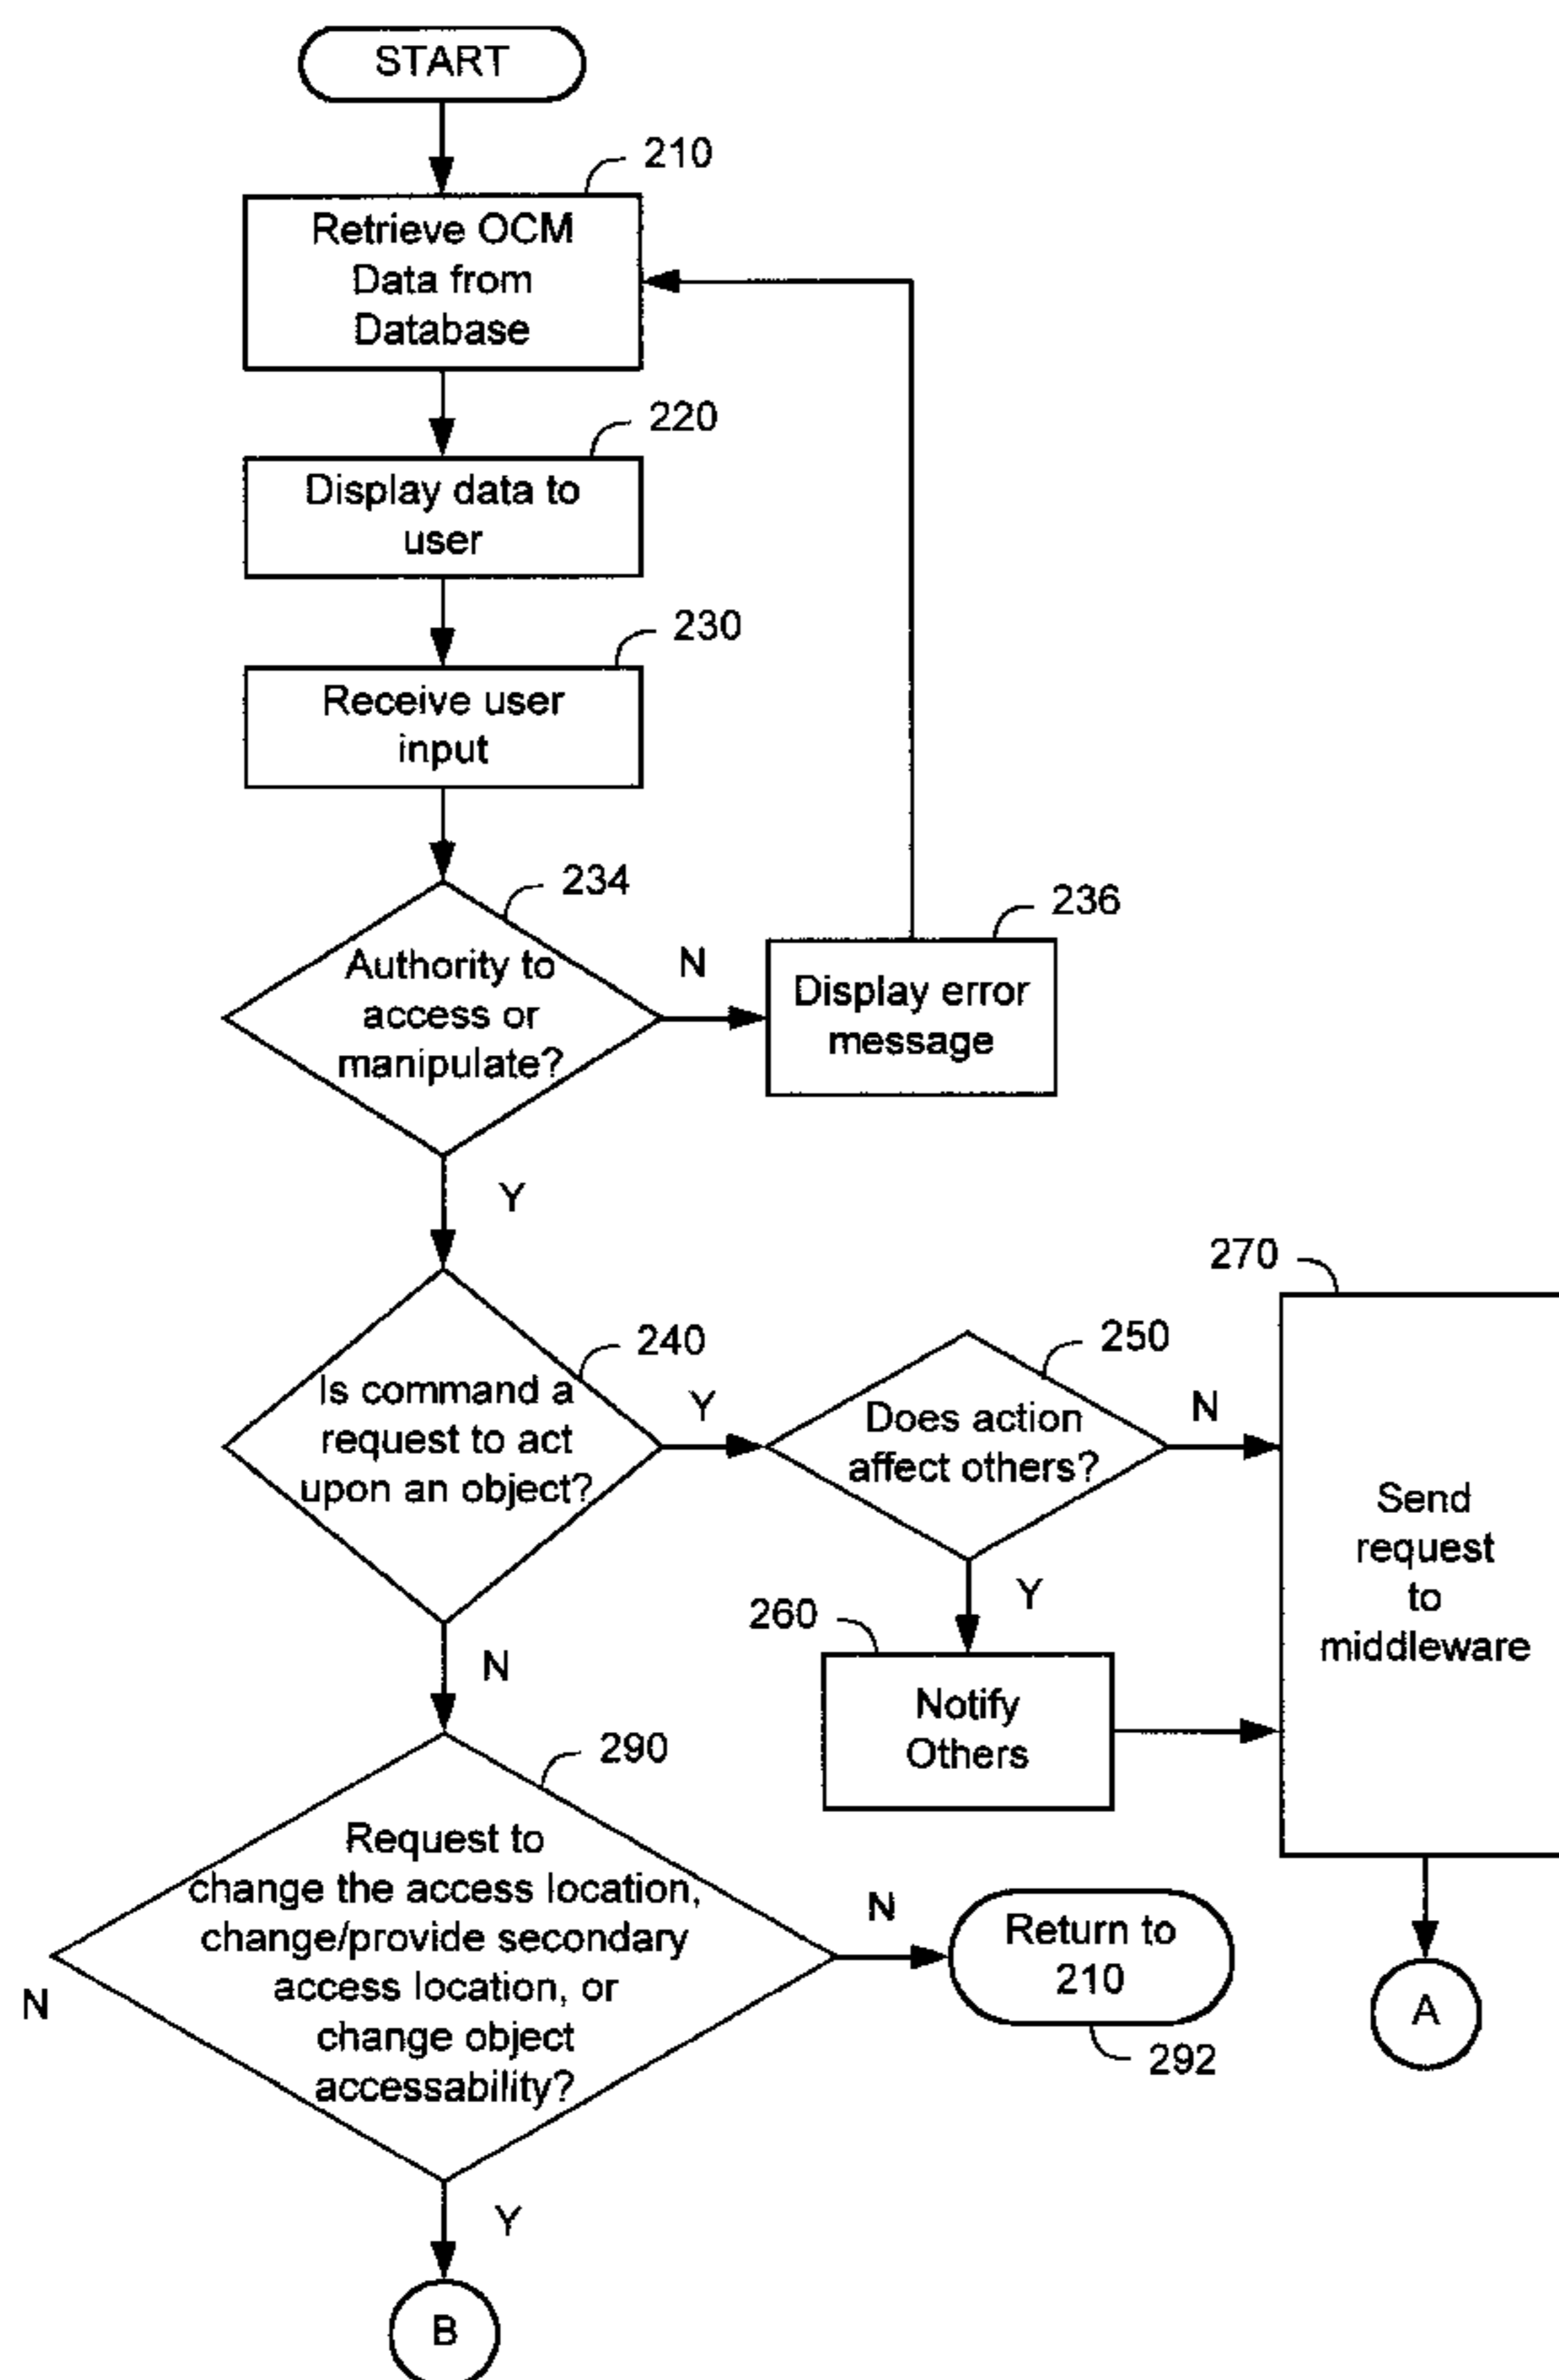 START
210
Retrieve OCM
Data from
Database
220
Display data to
user
230
Receive user
input
234
Authority to
access or
manipulate?
N
236
Display error
message
Y
240
Is command a
request to act
upon an object?
Y
250
Does action
affect others?
N
270
Send
request
to
middleware
Y
260
Notify
Others
N
290
Request to
change the access location,
change/provide secondary
access location, or
change object
accessability?
N
N
Return to
210
292
A
Y
B